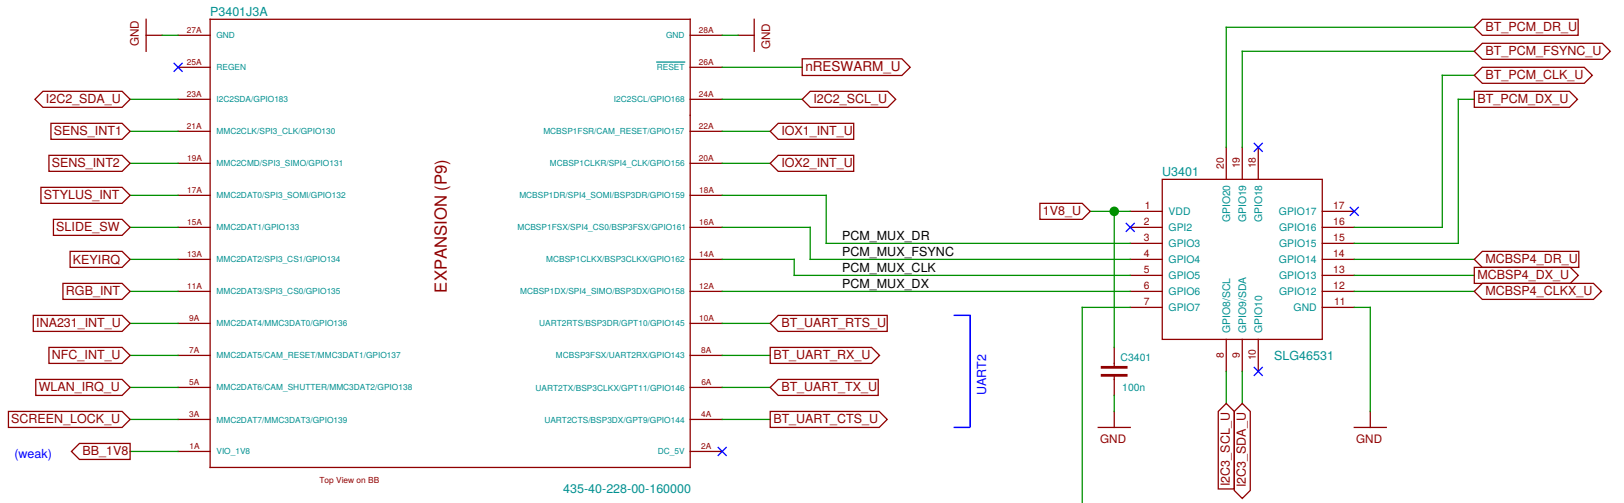 P3401J3A
GND 27A GND GND 28A GND
25A REGEN RESET 26A nRESWARM_U
I2C2_SDA_U 23A I2C2SDA/GPIO183 I2C2SCL/GPIO168 24A I2C2_SCL_U
SENS_INT1 21A MMC2CLK/SPI3_CLK/GPIO130 MCBSP1FSR/CAM_RESET/GPIO157 22A IOX1_INT_U
SENS_INT2 19A MMC2CMD/SPI3_SIMO/GPIO131 MCBSP1CLKR/SPI4_CLK/GPIO156 20A IOX2_INT_U
STYLUS_INT 17A MMC2DAT0/SPI3_SOMI/GPIO132 MCBSP1DR/SPI4_SOMI/BSP3DR/GPIO159 18A
SLIDE_SW 15A MMC2DAT1/GPIO133 MCBSP1FSX/SPI4_CS0/BSP3FSX/GPIO161 16A
KEYIRQ 13A MMC2DAT2/SPI3_CS1/GPIO134 MCBSP1CLKX/BSP3CLKX/GPIO162 14A
RGB_INT 11A MMC2DAT3/SPI3_CS0/GPIO135 MCBSP1DX/SPI4_SIMO/BSP3DX/GPIO158 12A
INA231_INT_U 9A MMC2DAT4/MMC3DAT0/GPIO136 UART2RTS/BSP3DR/GPT10/GPIO145 10A BT_UART_RTS_U
NFC_INT_U 7A MMC2DAT5/CAM_RESET/MMC3DAT1/GPIO137 MCBSP3FSX/UART2RX/GPIO143 8A BT_UART_RX_U
WLAN_IRQ_U 5A MMC2DAT6/CAM_SHUTTER/MMC3DAT2/GPIO138 UART2TX/BSP3CLKX/GPT11/GPIO146 6A BT_UART_TX_U
SCREEN_LOCK_U 3A MMC2DAT7/MMC3DAT3/GPIO139 UART2CTS/BSP3DX/GPT9/GPIO144 4A BT_UART_CTS_U
(weak) BB_1V8 1A VIO_1V8 DC_5V 2A
EXPANSION (P9)
Top View on BB
435-40-228-00-160000
UART2
PCM_MUX_DR
PCM_MUX_FSYNC
PCM_MUX_CLK
PCM_MUX_DX
BT_PCM_DR_U
BT_PCM_FSYNC_U
BT_PCM_CLK_U
BT_PCM_DX_U
U3401
20 19 18
GPIO20 GPIO19 GPIO18
1V8_U 1 VDD GPIO17 17
2 GPI2 GPIO16 16
3 GPIO3 GPIO15 15
4 GPIO4 GPIO14 14 MCBSP4_DR_U
5 GPIO5 GPIO13 13 MCBSP4_DX_U
6 GPIO6 GPIO12 12 MCBSP4_CLKX_U
7 GPIO7 GND 11
GPIO8/SCL GPIO9/SDA GPIO10
8 9 10
SLG46531
C3401
100n
GND
I2C3_SCL_U
I2C3_SDA_U
GND